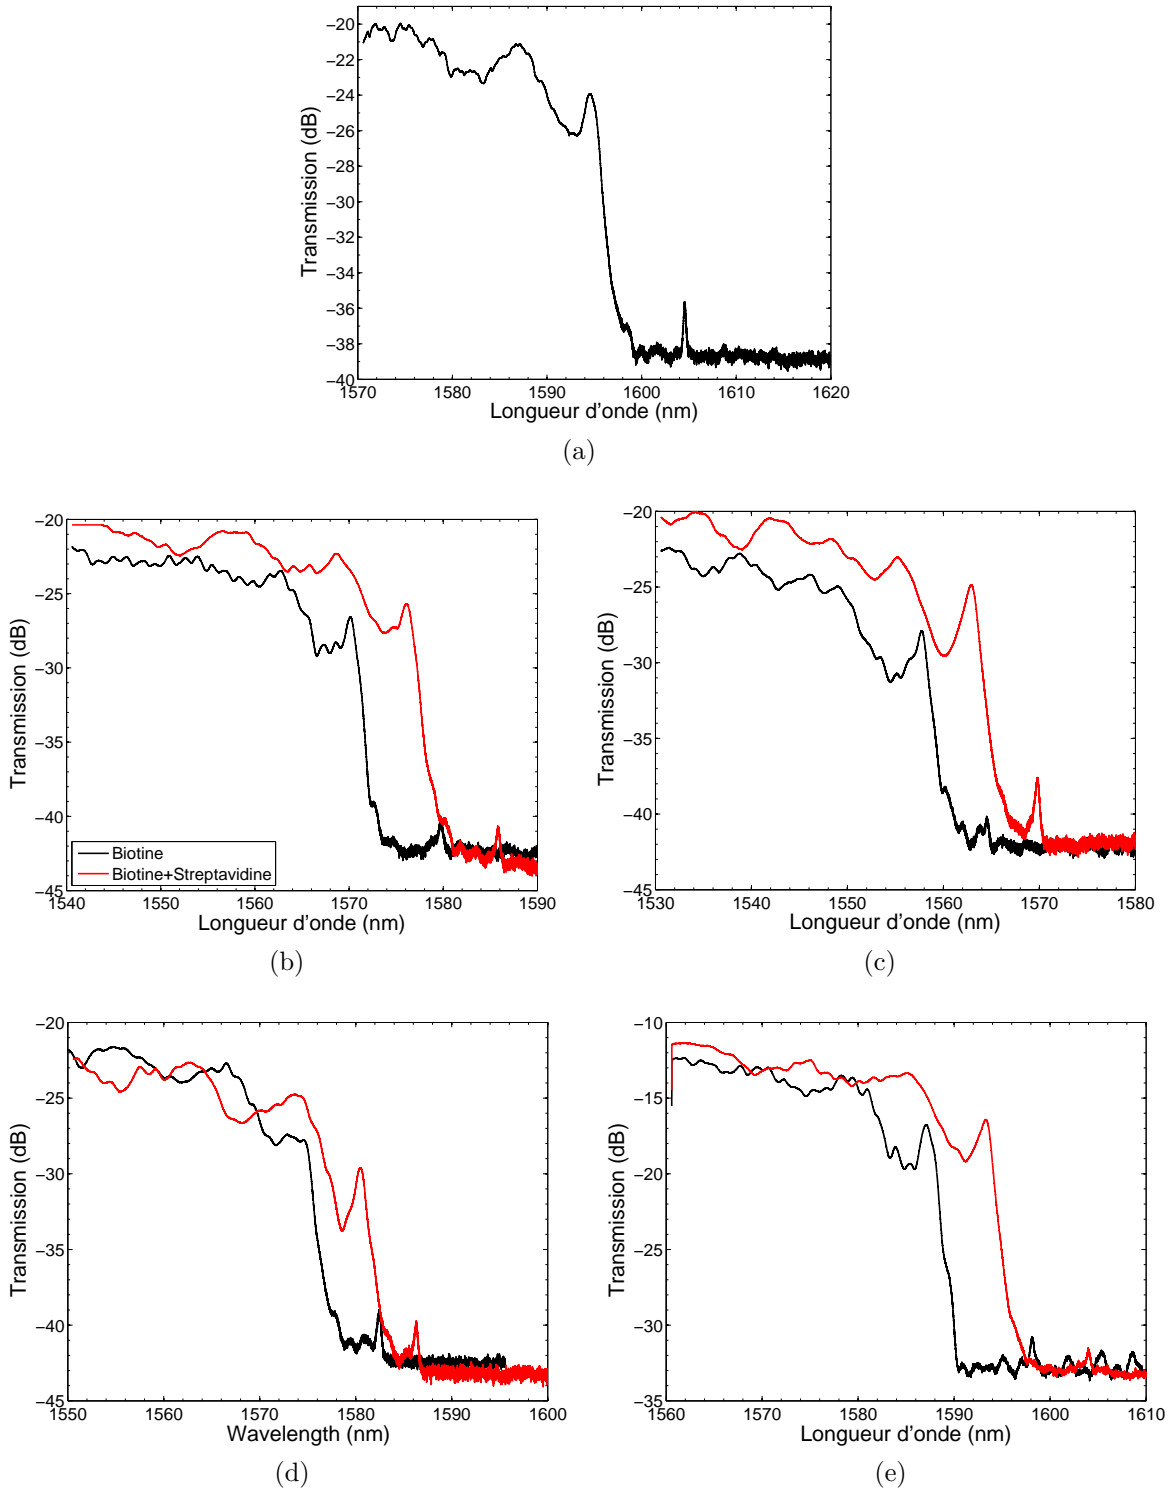 −20
−22
−24
−26
−28
−30
−32
−34
−36
−38
−40
Transmission (dB)
1570 1580 1590 1600 1610 1620
Longueur d'onde (nm)
(a)
−20
−25
−30
−35
−40
−45
Transmission (dB)
Biotine
Biotine+Streptavidine
1540 1550 1560 1570 1580 1590
Longueur d'onde (nm)
(b)
−20
−25
−30
−35
−40
−45
Transmission (dB)
1530 1540 1550 1560 1570 1580
Longueur d'onde (nm)
(c)
−20
−25
−30
−35
−40
−45
Transmission (dB)
1550 1560 1570 1580 1590 1600
Wavelength (nm)
(d)
−10
−15
−20
−25
−30
−35
Transmission (dB)
1560 1570 1580 1590 1600 1610
Longueur d'onde (nm)
(e)